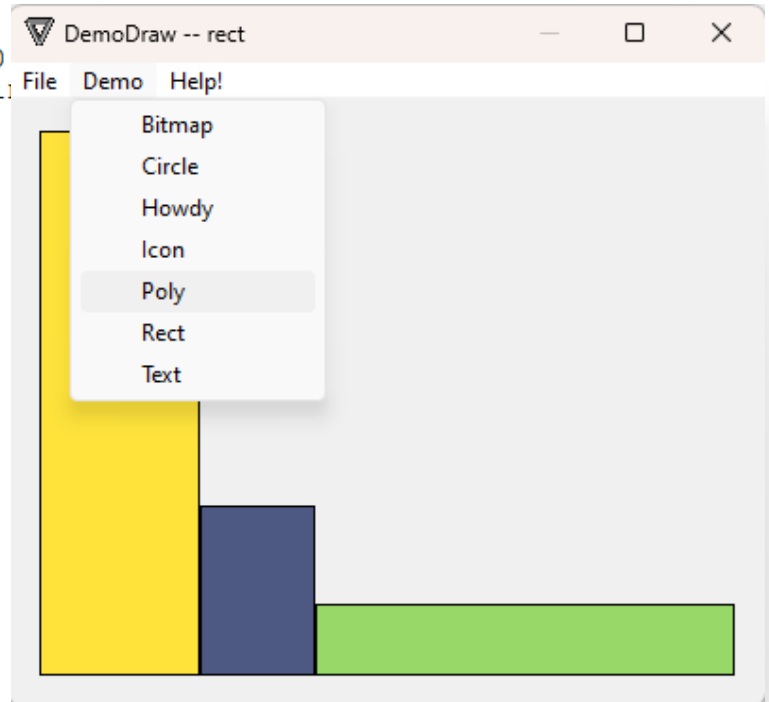 DemoDraw -- rect
File Demo Help!
Bitmap
Circle
Howdy
Icon
Poly
Rect
Text